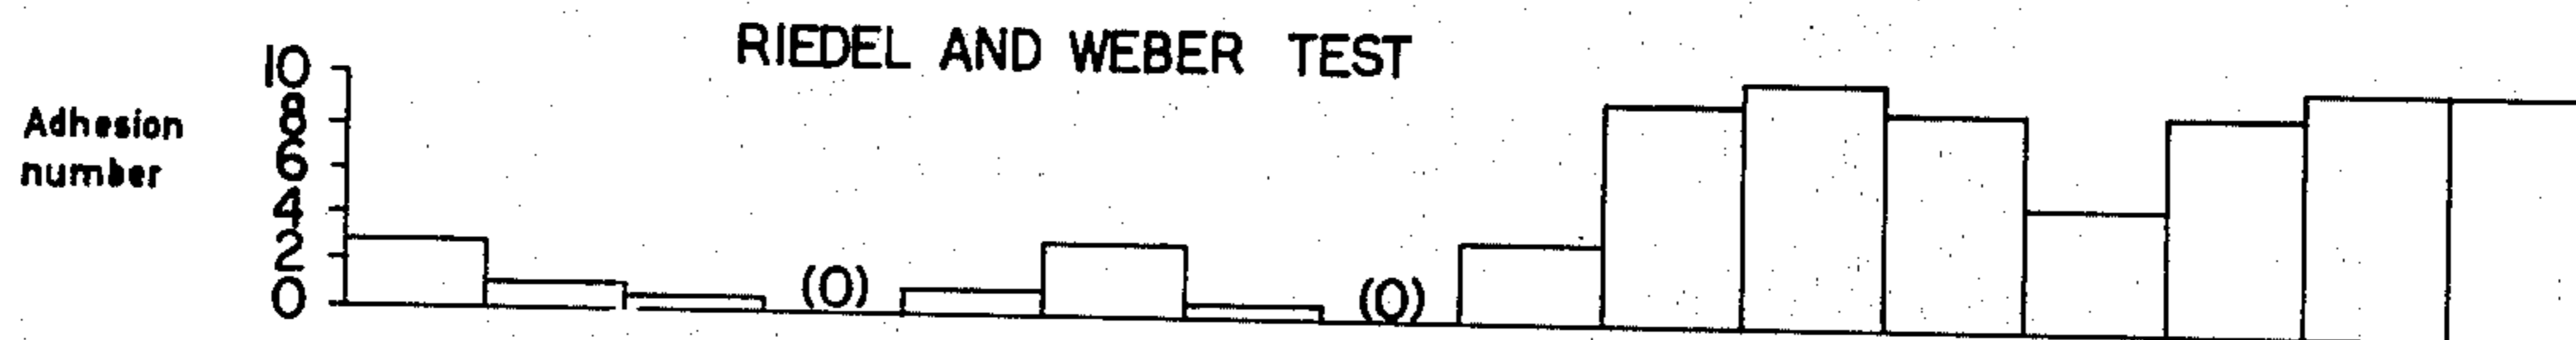 RIEDEL AND WEBER TEST
Adhesion
number
10
8
6
4
2
0
(0)
(0)